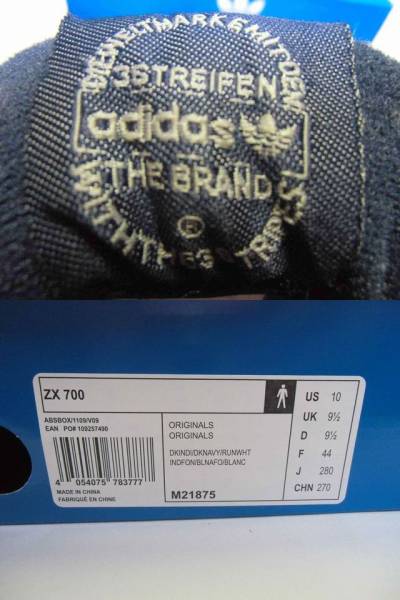 DIE WELTMARKE MIT DEN
3 STREIFEN
adidas
THE BRAND
®
WITH THE 3 STRIPES
ZX 700
ABSBOX/1109/V09
EAN PO# 109257490
4 054075 783777
MADE IN CHINA
FABRIQUÉ EN CHINE
ORIGINALS
ORIGINALS
DKINDI/DKNAVY/RUNWHT
INDFON/BLNAFO/BLANC
M21875
US 10
UK 9½
D 9½
F 44
J 280
CHN 270